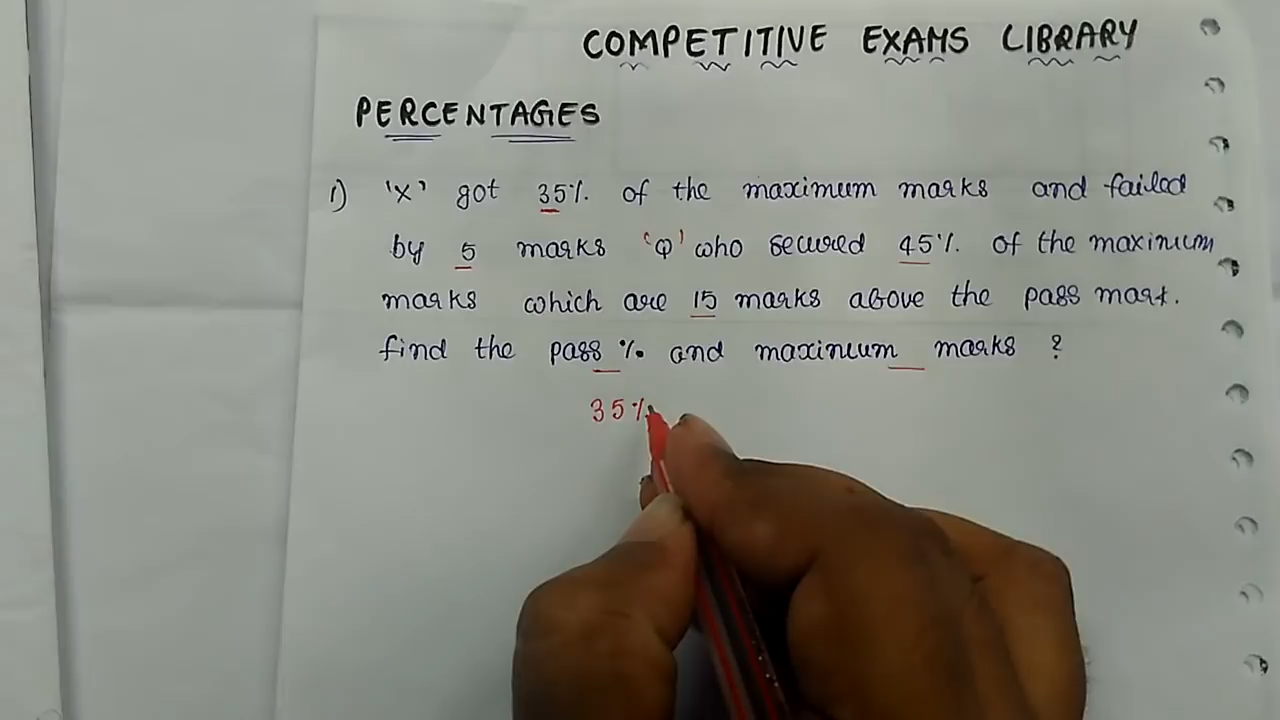 COMPETITIVE EXAMS LIBRARY
PERCENTAGES
1) 'X' got 35% of the maximum marks and failed
by 5 marks 'Q' who secured 45% of the maximum
marks which are 15 marks above the pass mark.
find the pass % and maximum marks ?
35%